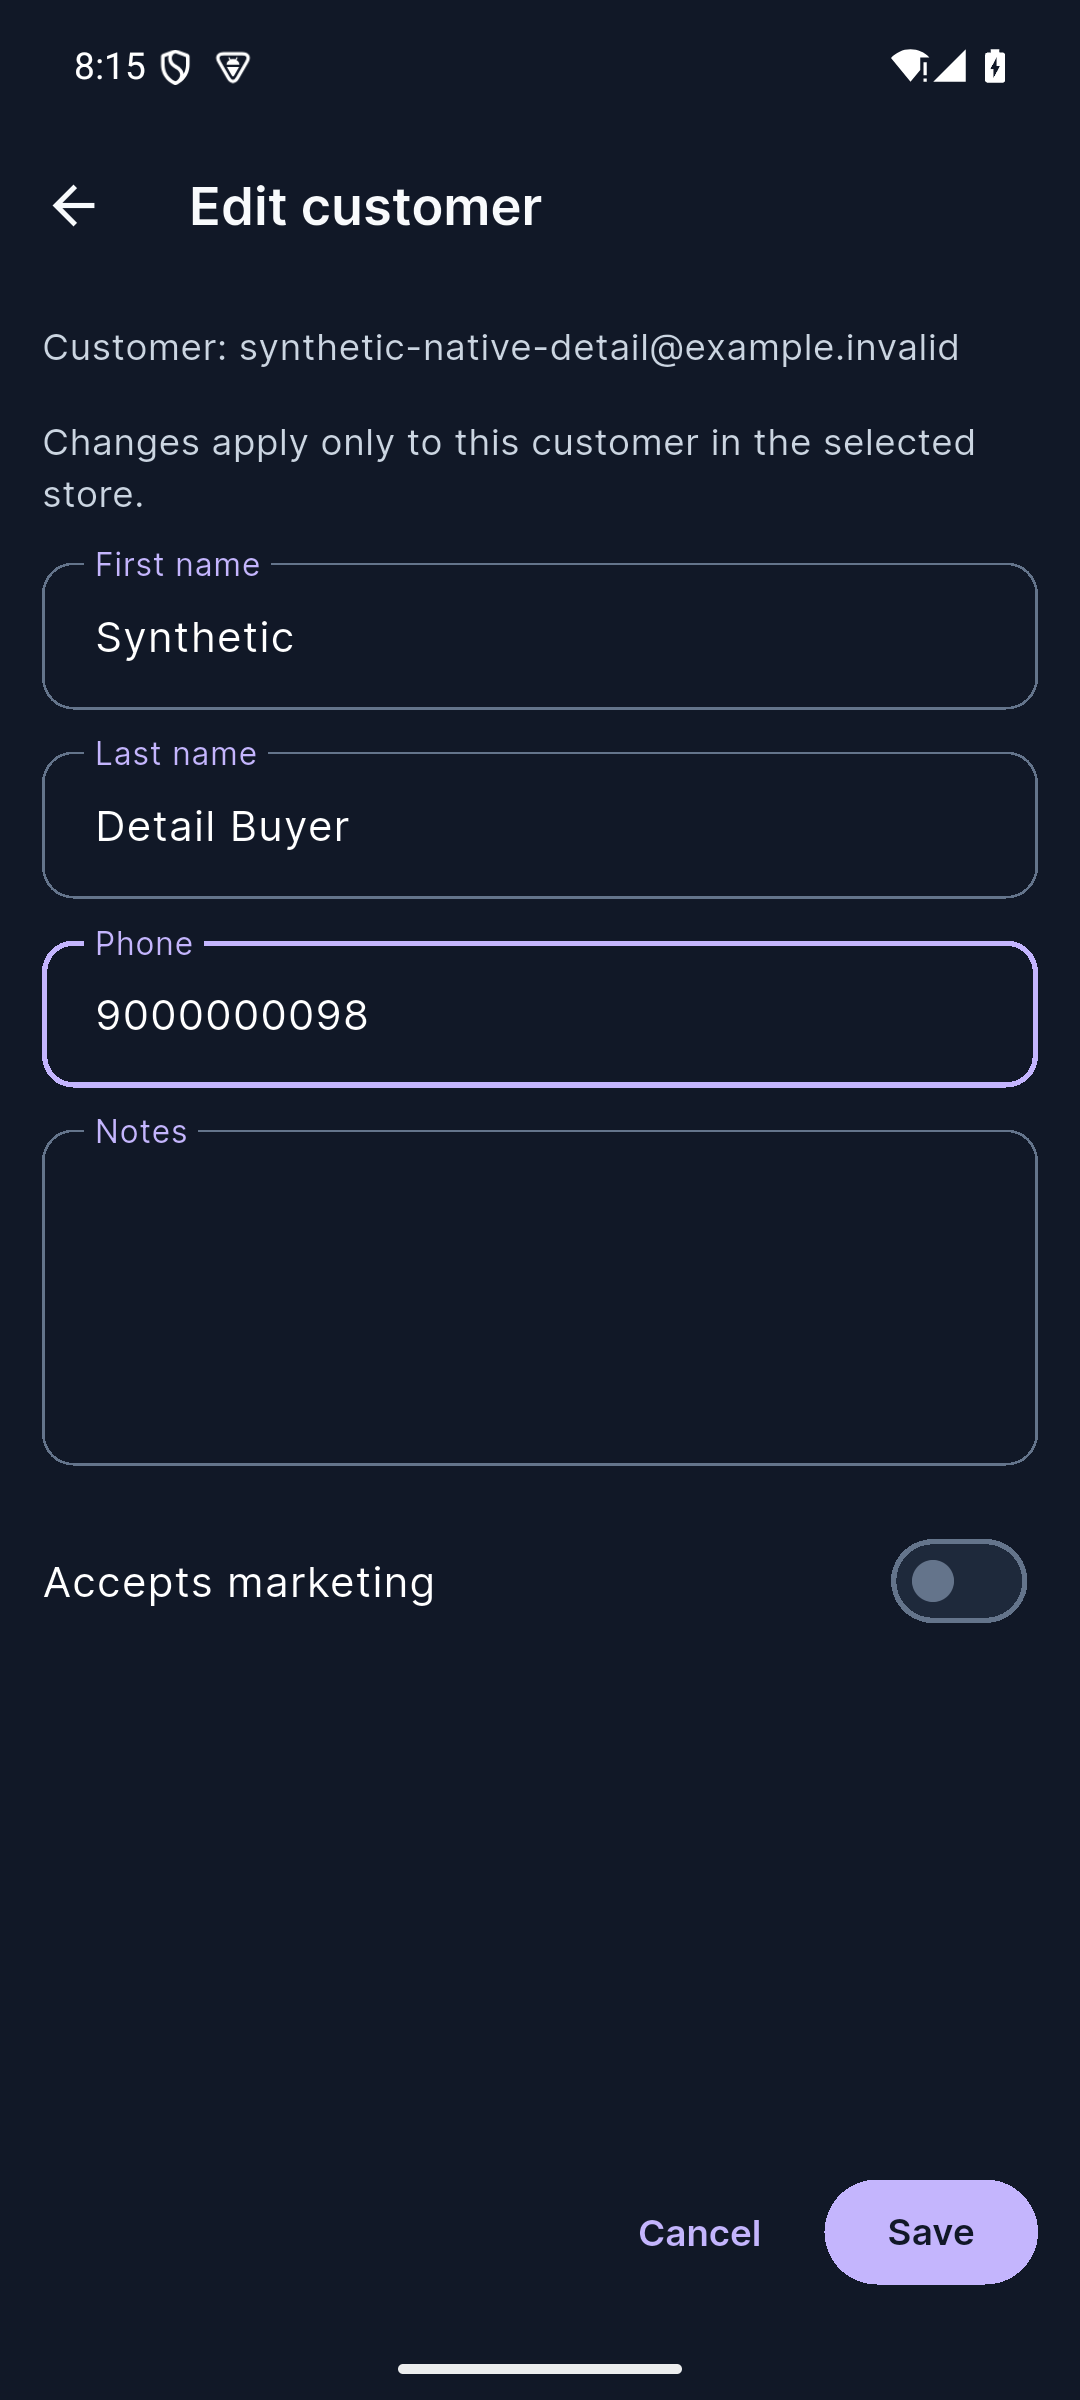 8:15
Edit customer
Customer: synthetic-native-detail@example.invalid
Changes apply only to this customer in the selected
store.
First name
Synthetic
Last name
Detail Buyer
Phone
9000000098
Notes
Accepts marketing
Cancel
Save